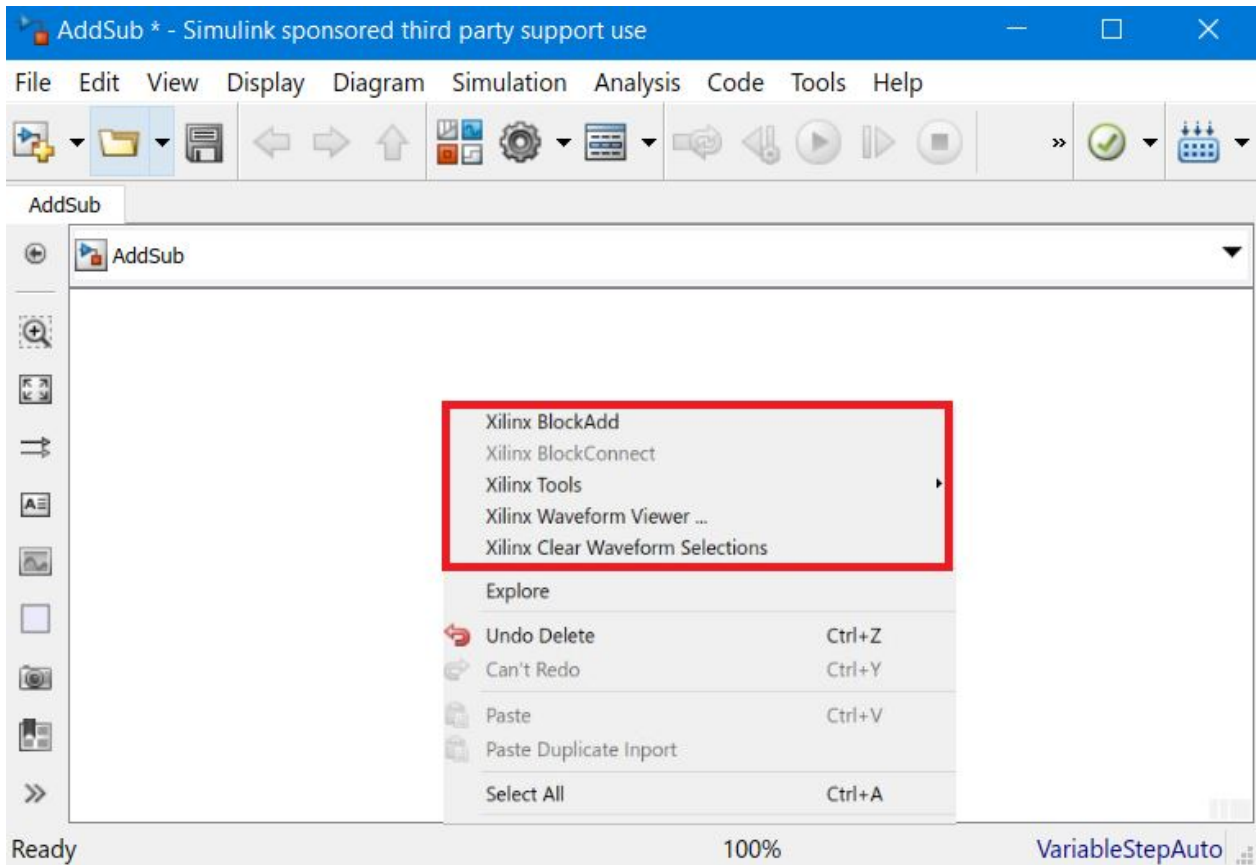 AddSub * - Simulink sponsored third party support use
File Edit View Display Diagram Simulation Analysis Code Tools Help
AddSub
AddSub
Xilinx BlockAdd
Xilinx BlockConnect
Xilinx Tools
Xilinx Waveform Viewer ...
Xilinx Clear Waveform Selections
Explore
Undo Delete Ctrl+Z
Can't Redo Ctrl+Y
Paste Ctrl+V
Paste Duplicate Inport
Select All Ctrl+A
Ready 100% VariableStepAuto